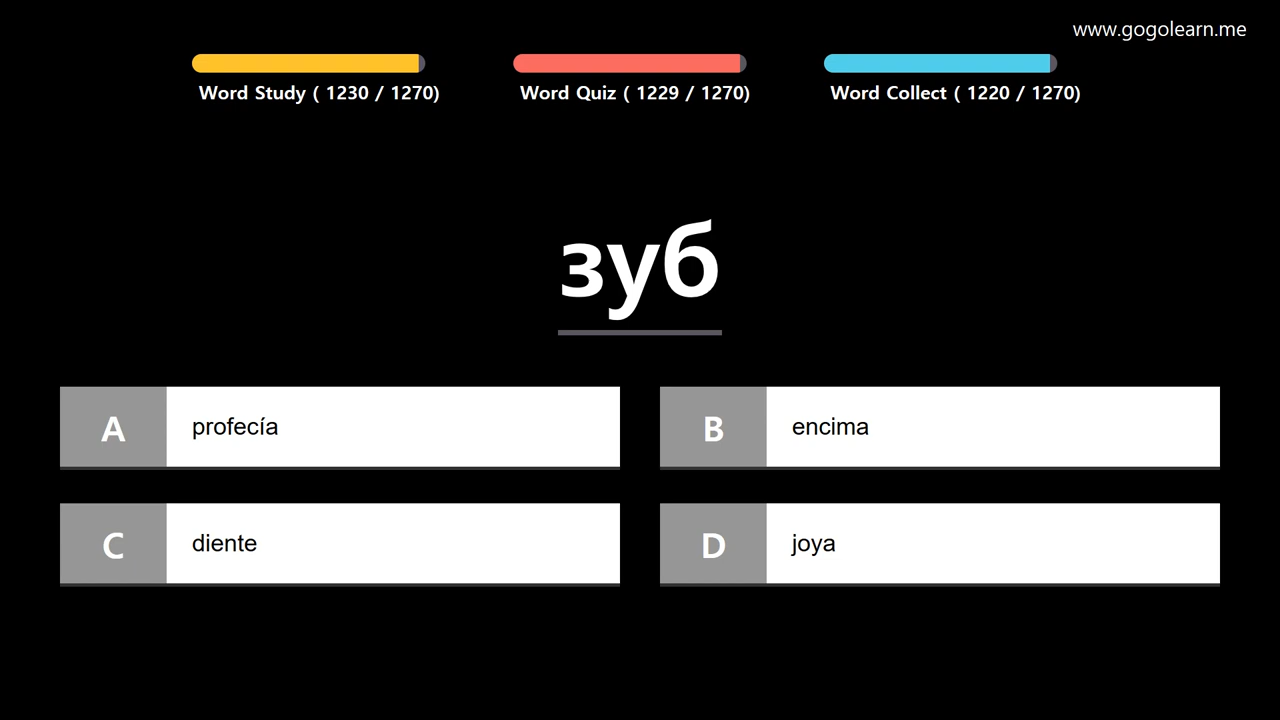 www.gogolearn.me
Word Study ( 1230 / 1270)
Word Quiz ( 1229 / 1270)
Word Collect ( 1220 / 1270)
зуб
A profecía
B encima
C diente
D joya